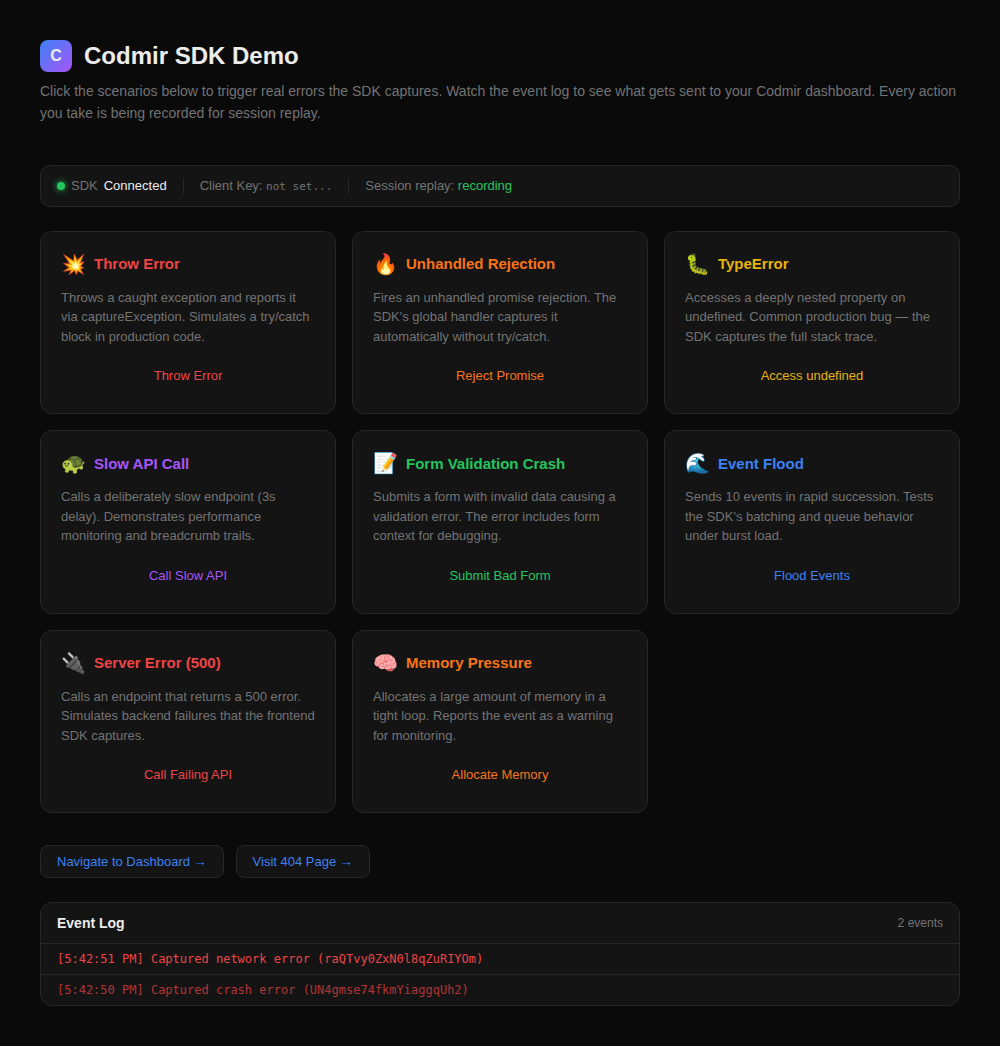 C Codmir SDK Demo
Click the scenarios below to trigger real errors the SDK captures. Watch the event log to see what gets sent to your Codmir dashboard. Every action
you take is being recorded for session replay.
SDK Connected Client Key: not set... Session replay: recording
Throw Error
Throws a caught exception and reports it
via captureException. Simulates a try/catch
block in production code.
Throw Error
Unhandled Rejection
Fires an unhandled promise rejection. The
SDK's global handler captures it
automatically without try/catch.
Reject Promise
TypeError
Accesses a deeply nested property on
undefined. Common production bug — the
SDK captures the full stack trace.
Access undefined
Slow API Call
Calls a deliberately slow endpoint (3s
delay). Demonstrates performance
monitoring and breadcrumb trails.
Call Slow API
Form Validation Crash
Submits a form with invalid data causing a
validation error. The error includes form
context for debugging.
Submit Bad Form
Event Flood
Sends 10 events in rapid succession. Tests
the SDK's batching and queue behavior
under burst load.
Flood Events
Server Error (500)
Calls an endpoint that returns a 500 error.
Simulates backend failures that the frontend
SDK captures.
Call Failing API
Memory Pressure
Allocates a large amount of memory in a
tight loop. Reports the event as a warning
for monitoring.
Allocate Memory
Navigate to Dashboard → Visit 404 Page →
Event Log 2 events
[5:42:51 PM] Captured network error (raQTvy0ZxN0l8qZuRIYOm)
[5:42:50 PM] Captured crash error (UN4gmse74fkmYiaggqUh2)